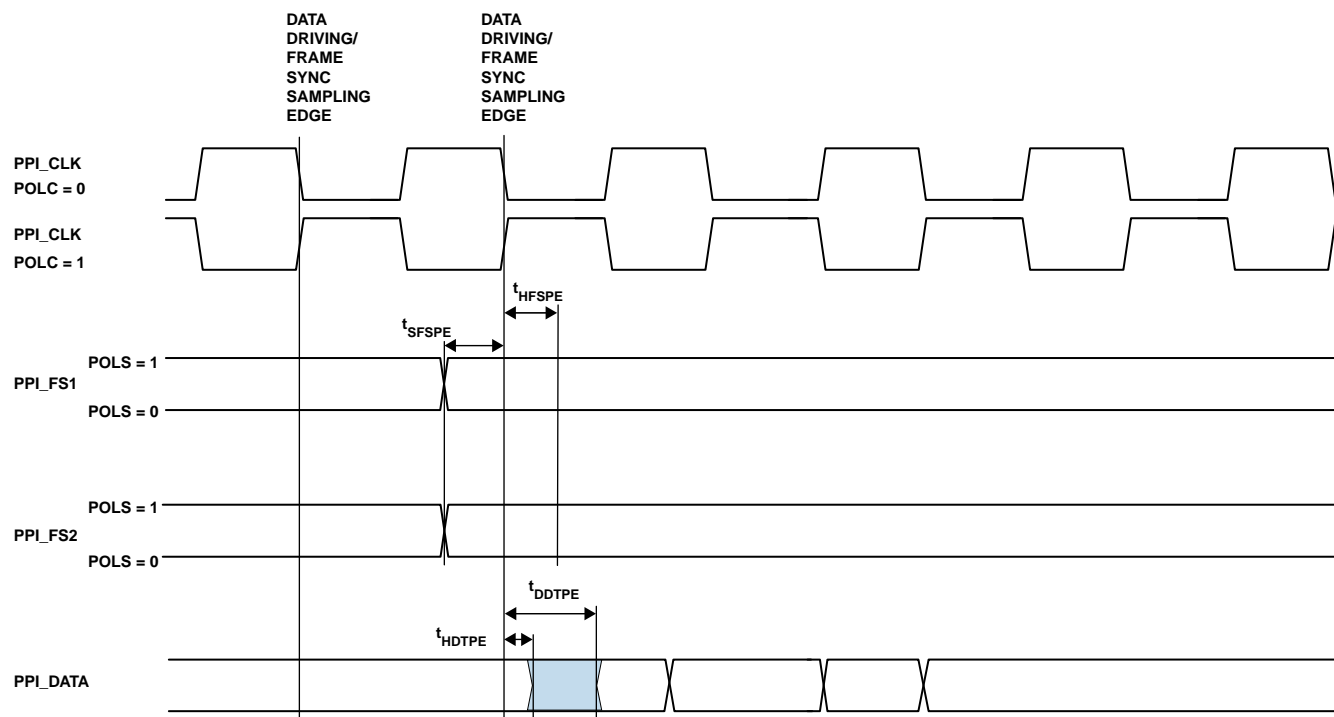 DATA
DRIVING/
FRAME
SYNC
SAMPLING
EDGE
DATA
DRIVING/
FRAME
SYNC
SAMPLING
EDGE
PPI_CLK
POLC = 0
PPI_CLK
POLC = 1
tHFSPE
tSFSPE
POLS = 1
PPI_FS1
POLS = 0
POLS = 1
PPI_FS2
POLS = 0
tDDTPE
tHDTPE
PPI_DATA